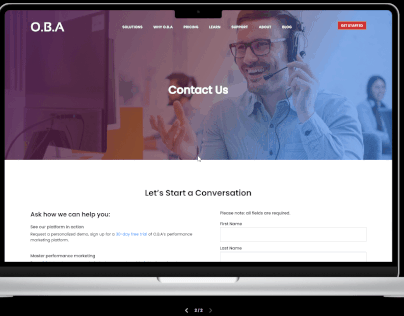 O.B.A
SOLUTIONS WHY O.B.A PRICING LEARN SUPPORT ABOUT BLOG GET STARTED
Contact Us
Let's Start a Conversation
Ask how we can help you:
See our platform in action
Request a personalized demo, sign up for a 30 day free trial of O.B.A's performance
marketing platform.
Master performance marketing
Please note: all fields are required.
First Name
Last Name
2 / 2